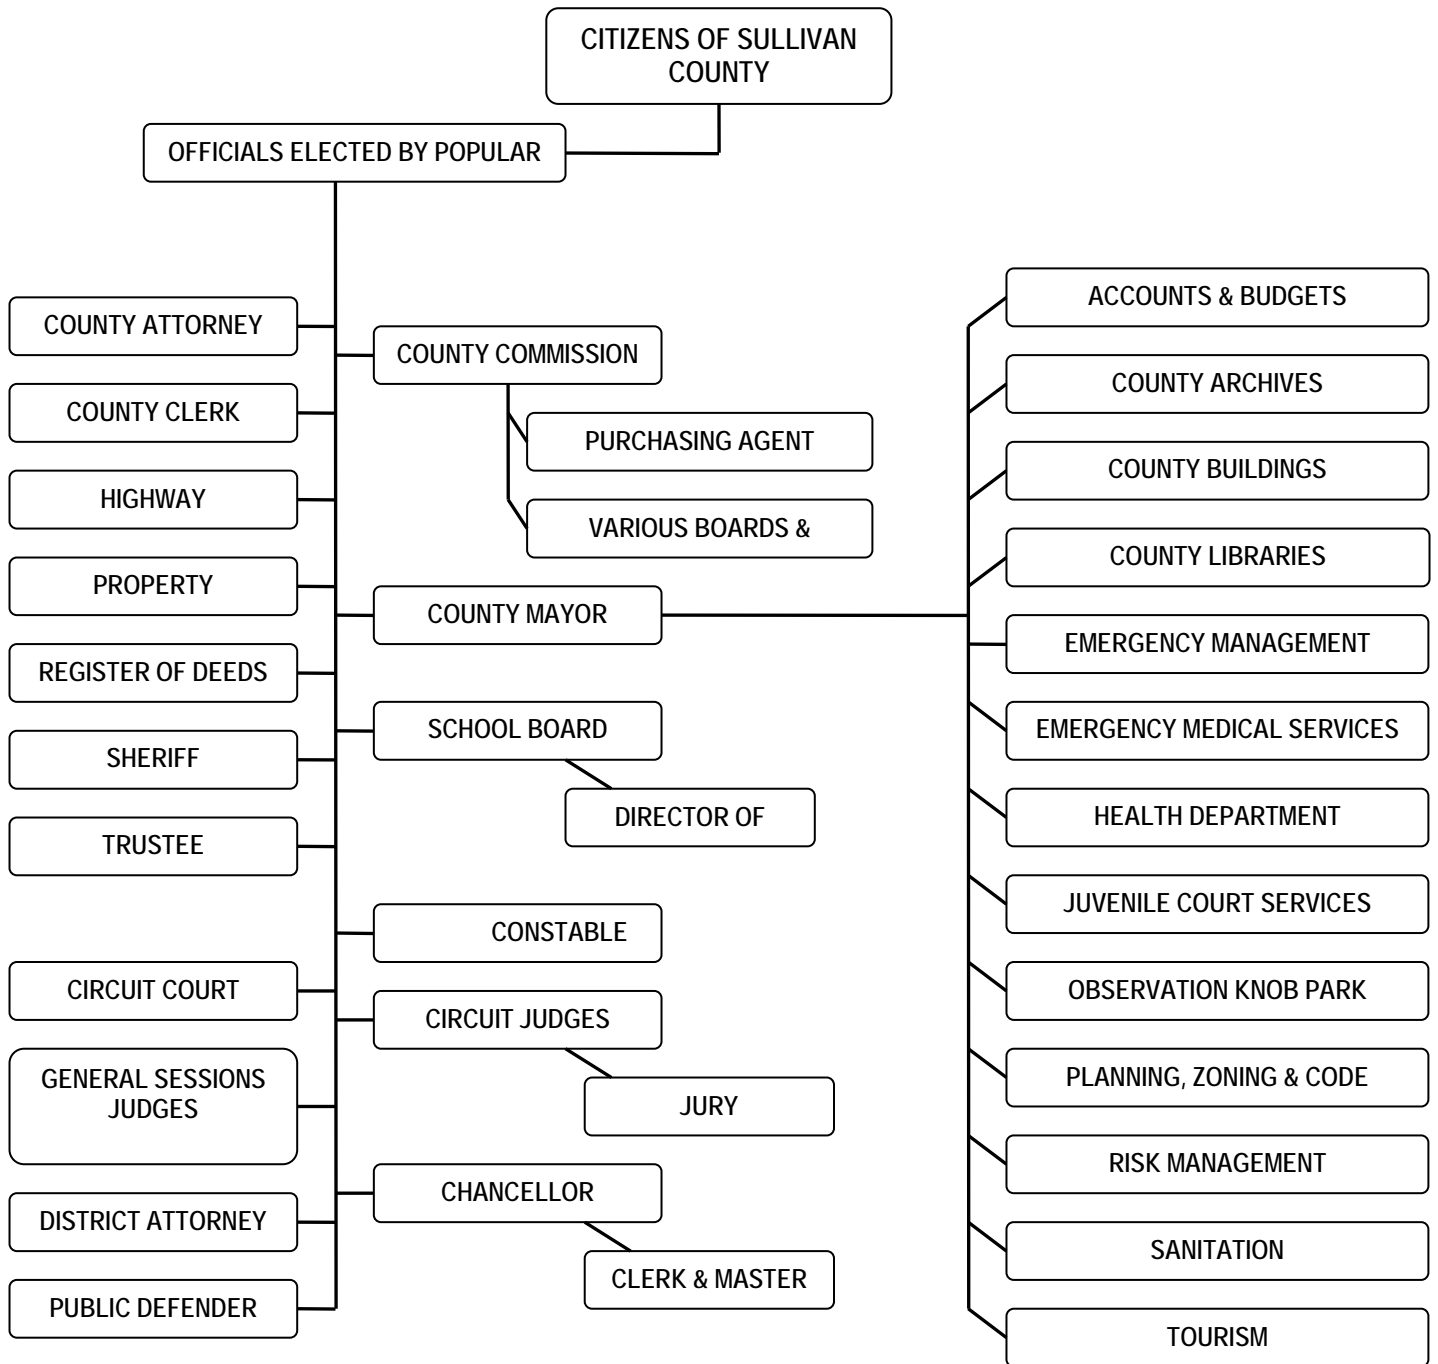 CITIZENS OF SULLIVAN
COUNTY
OFFICIALS ELECTED BY POPULAR
COUNTY ATTORNEY
COUNTY CLERK
HIGHWAY
PROPERTY
REGISTER OF DEEDS
SHERIFF
TRUSTEE
CIRCUIT COURT
GENERAL SESSIONS
JUDGES
DISTRICT ATTORNEY
PUBLIC DEFENDER
COUNTY COMMISSION
PURCHASING AGENT
VARIOUS BOARDS &
COUNTY MAYOR
SCHOOL BOARD
DIRECTOR OF
CONSTABLE
CIRCUIT JUDGES
JURY
CHANCELLOR
CLERK & MASTER
ACCOUNTS & BUDGETS
COUNTY ARCHIVES
COUNTY BUILDINGS
COUNTY LIBRARIES
EMERGENCY MANAGEMENT
EMERGENCY MEDICAL SERVICES
HEALTH DEPARTMENT
JUVENILE COURT SERVICES
OBSERVATION KNOB PARK
PLANNING, ZONING & CODE
RISK MANAGEMENT
SANITATION
TOURISM